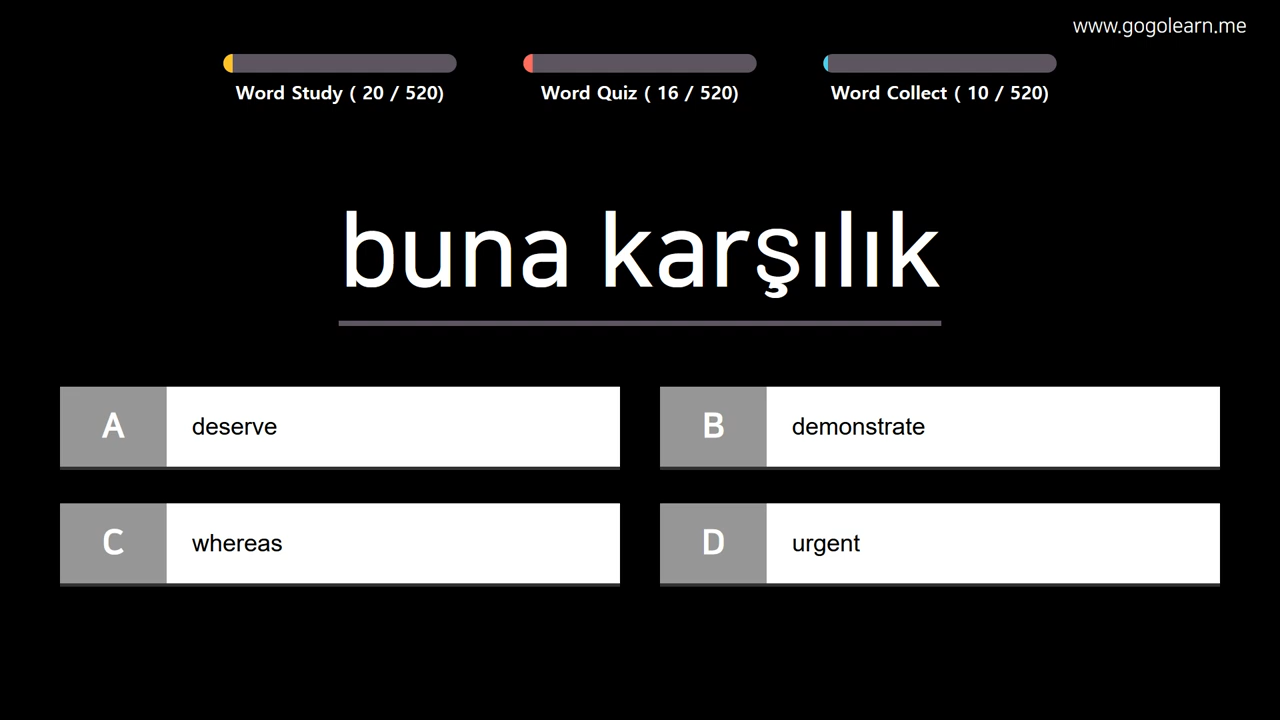 www.gogolearn.me
Word Study ( 20 / 520)
Word Quiz ( 16 / 520)
Word Collect ( 10 / 520)
buna karşılık
A deserve
B demonstrate
C whereas
D urgent